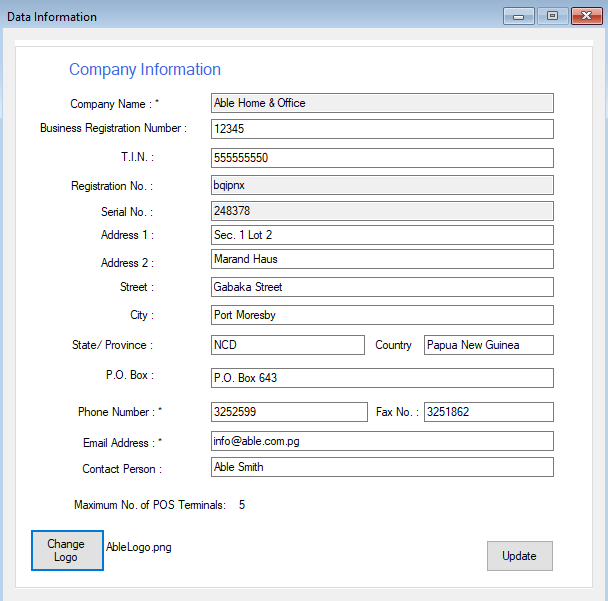 Data Information
Company Information
Company Name : * Able Home & Office
Business Registration Number : 12345
T.I.N. : 555555550
Registration No. : bqipnx
Serial No. : 248378
Address 1 : Sec. 1 Lot 2
Address 2 : Marand Haus
Street : Gabaka Street
City : Port Moresby
State/ Province : NCD Country Papua New Guinea
P.O. Box : P.O. Box 643
Phone Number : * 3252599 Fax No. : 3251862
Email Address : * info@able.com.pg
Contact Person : Able Smith
Maximum No. of POS Terminals: 5
Change
Logo
AbleLogo.png
Update